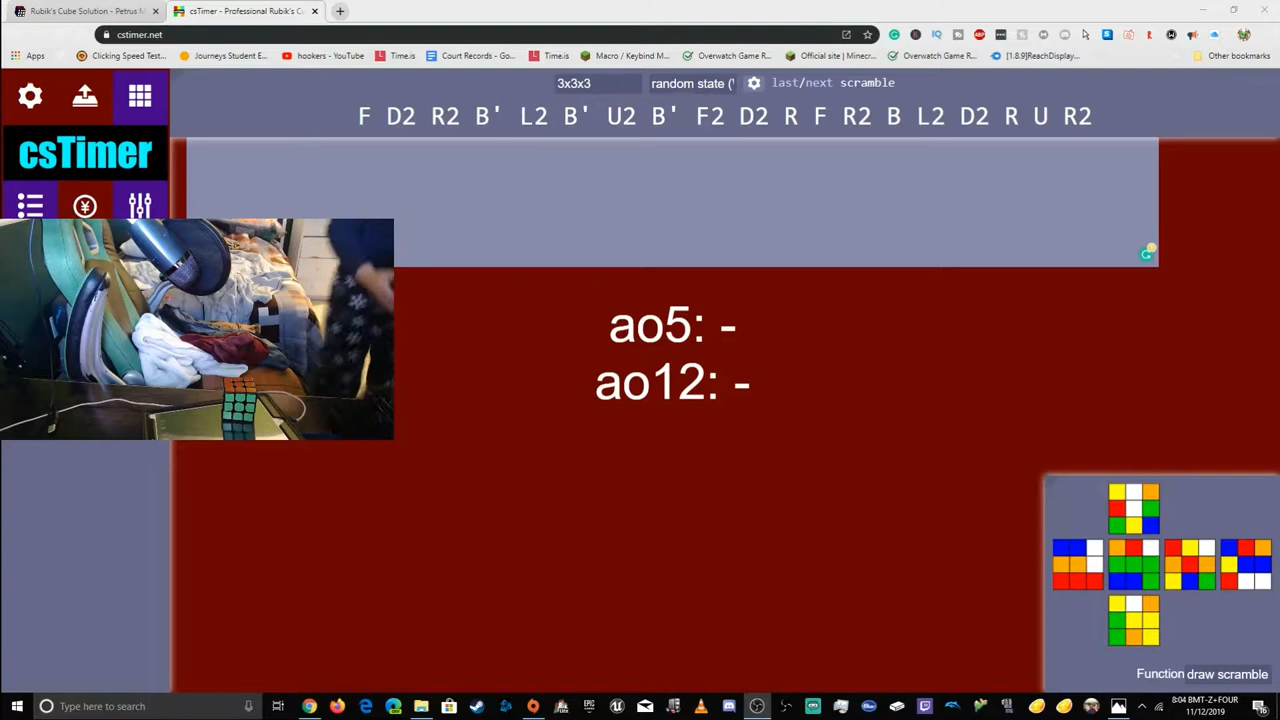 Rubik's Cube Solution - Petrus M
csTimer - Professional Rubik's Cu
cstimer.net
Apps
Clicking Speed Test...
Journeys Student E...
hookers - YouTube
Time.is
Court Records - Go...
Time.is
Macro / Keybind M...
Overwatch Game R...
Official site | Minecr...
Overwatch Game R...
[1.8.9]ReachDisplay...
Other bookmarks
3x3x3
random state (
last/next scramble
F D2 R2 B' L2 B' U2 B' F2 D2 R F R2 B L2 D2 R U R2
csTimer
ao5: -
ao12: -
Function draw scramble
Type here to search
8:04 BMT-Z+FOUR
11/12/2019